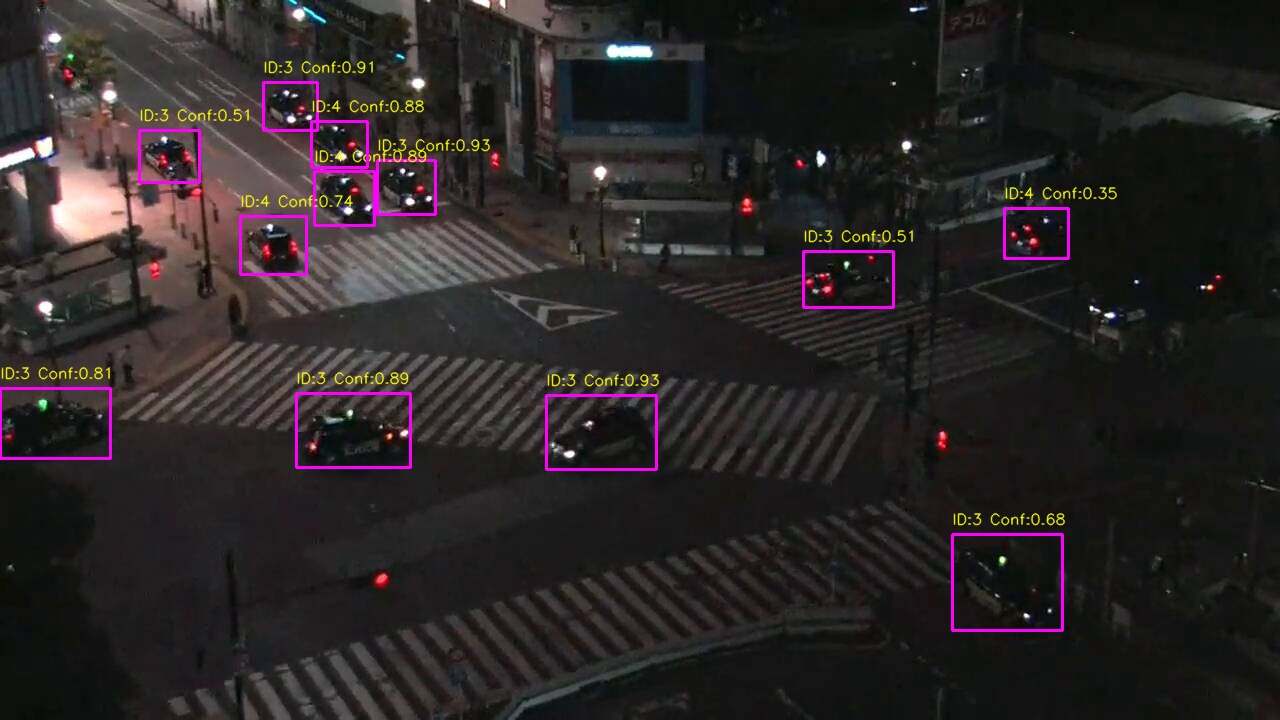 ID:3 Conf:0.91
ID:4 Conf:0.88
ID:3 Conf:0.51
ID:3 Conf:0.93
ID:4 Conf:0.89
ID:4 Conf:0.74
ID:4 Conf:0.35
ID:3 Conf:0.51
ID:3 Conf:0.81
ID:3 Conf:0.89
ID:3 Conf:0.93
ID:3 Conf:0.68